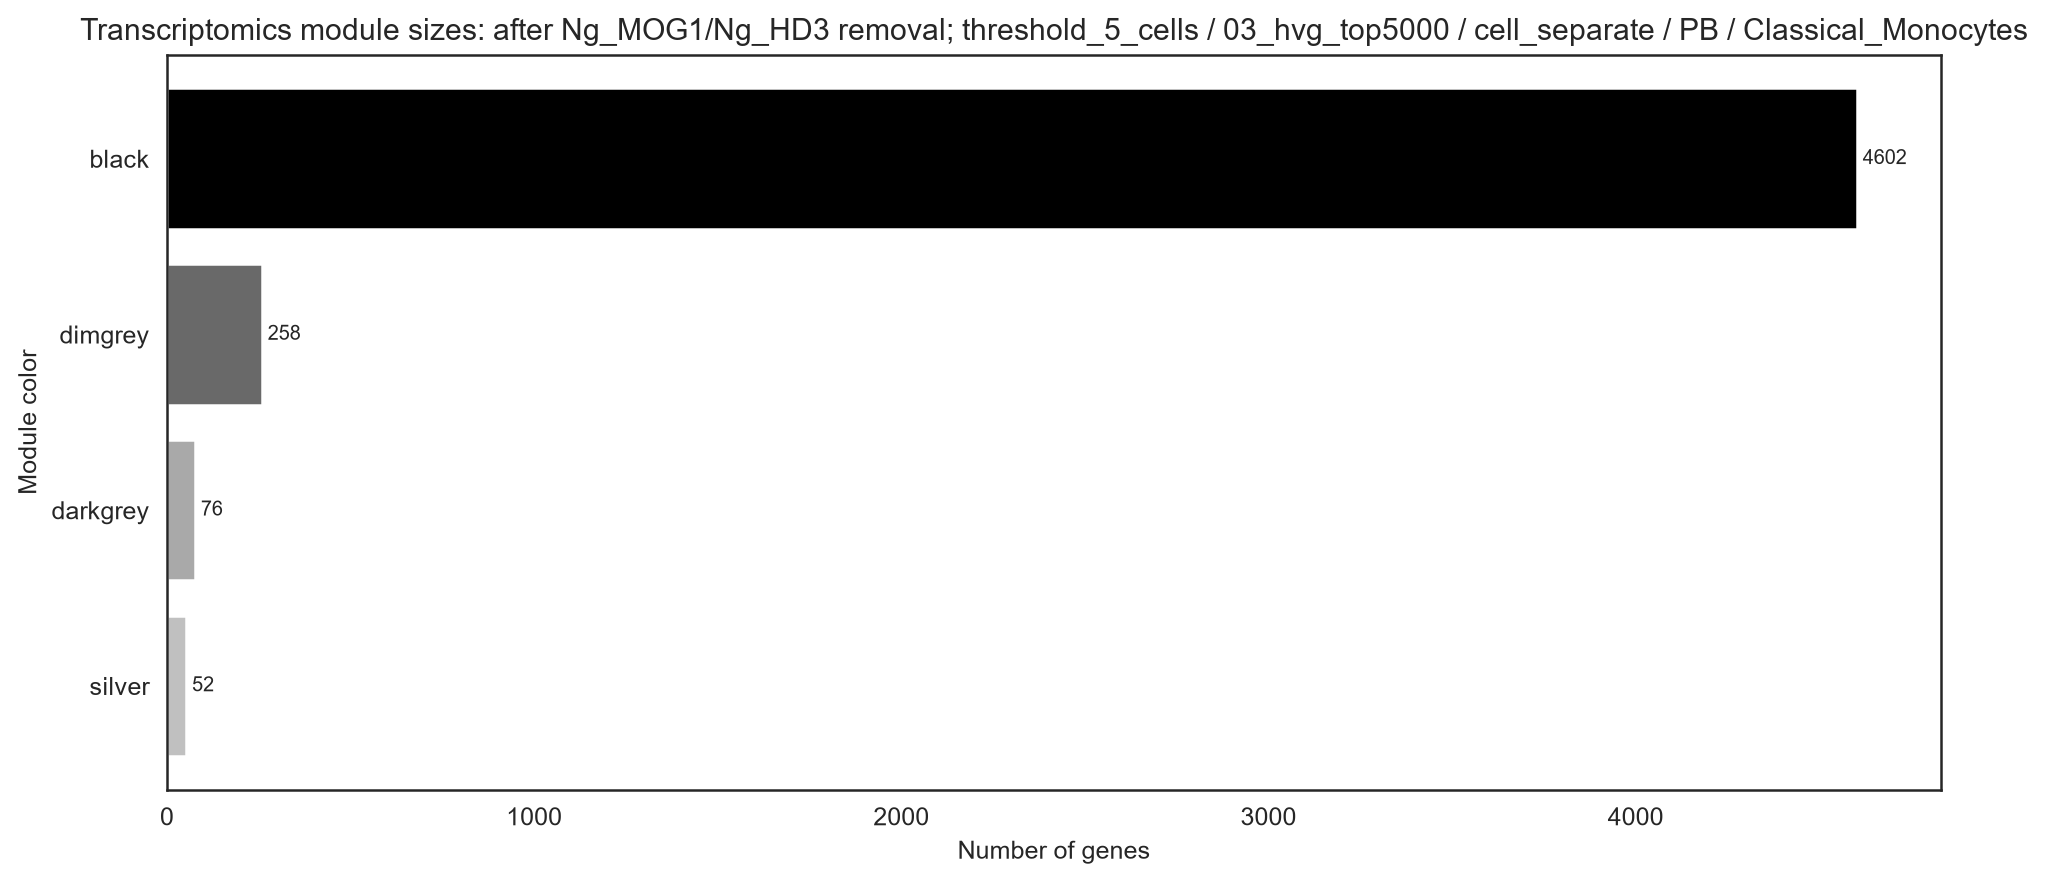 Transcriptomics module sizes: after Ng_MOG1/Ng_HD3 removal; threshold_5_cells / 03_hvg_top5000 / cell_separate / PB / Classical_Monocytes
black
4602
dimgrey
258
darkgrey
76
silver
52
Module color
0 1000 2000 3000 4000
Number of genes